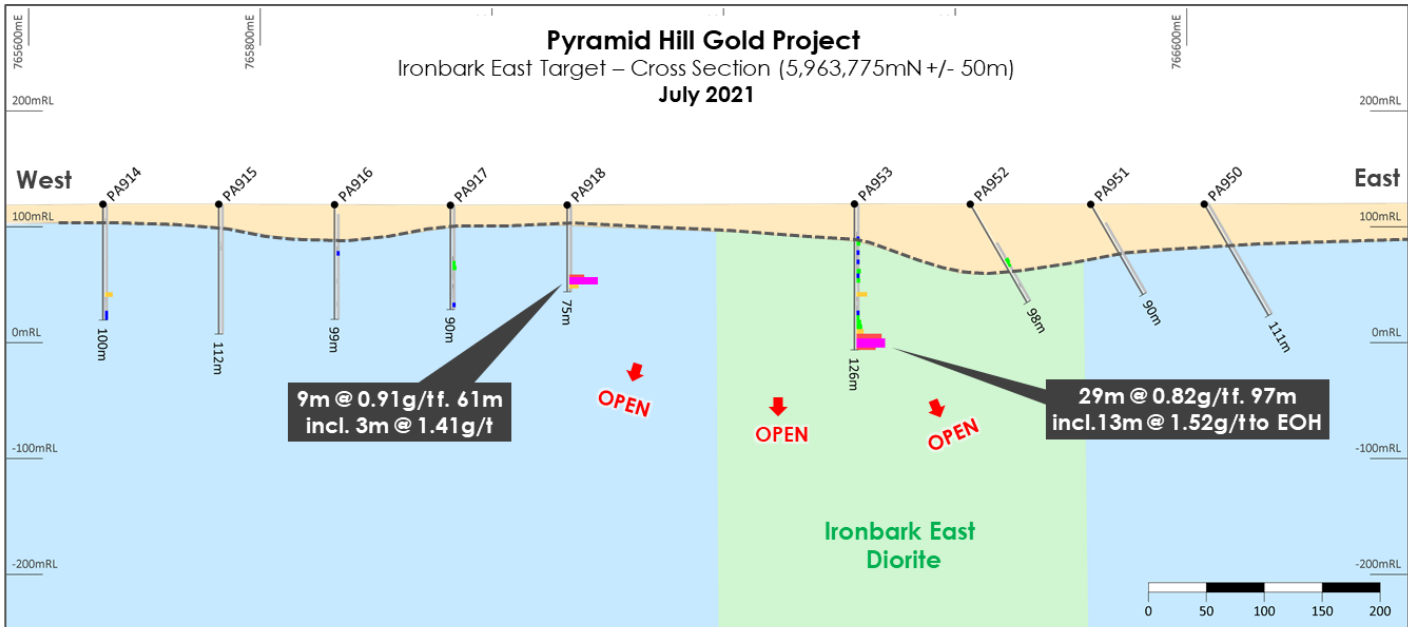 765600mE
765800mE
766600mE
Pyramid Hill Gold Project
Ironbark East Target – Cross Section (5,963,775mN +/- 50m)
July 2021
200mRL
200mRL
West
PA914
PA915
PA916
PA917
PA918
PA953
PA952
PA951
PA950
East
100mRL
100mRL
0mRL
0mRL
100m
112m
99m
90m
75m
126m
98m
90m
111m
9m @ 0.91g/t f. 61m
incl. 3m @ 1.41g/t
OPEN
OPEN
OPEN
29m @ 0.82g/t f. 97m
incl.13m @ 1.52g/t to EOH
-100mRL
-100mRL
Ironbark East
Diorite
-200mRL
-200mRL
0 50 100 150 200